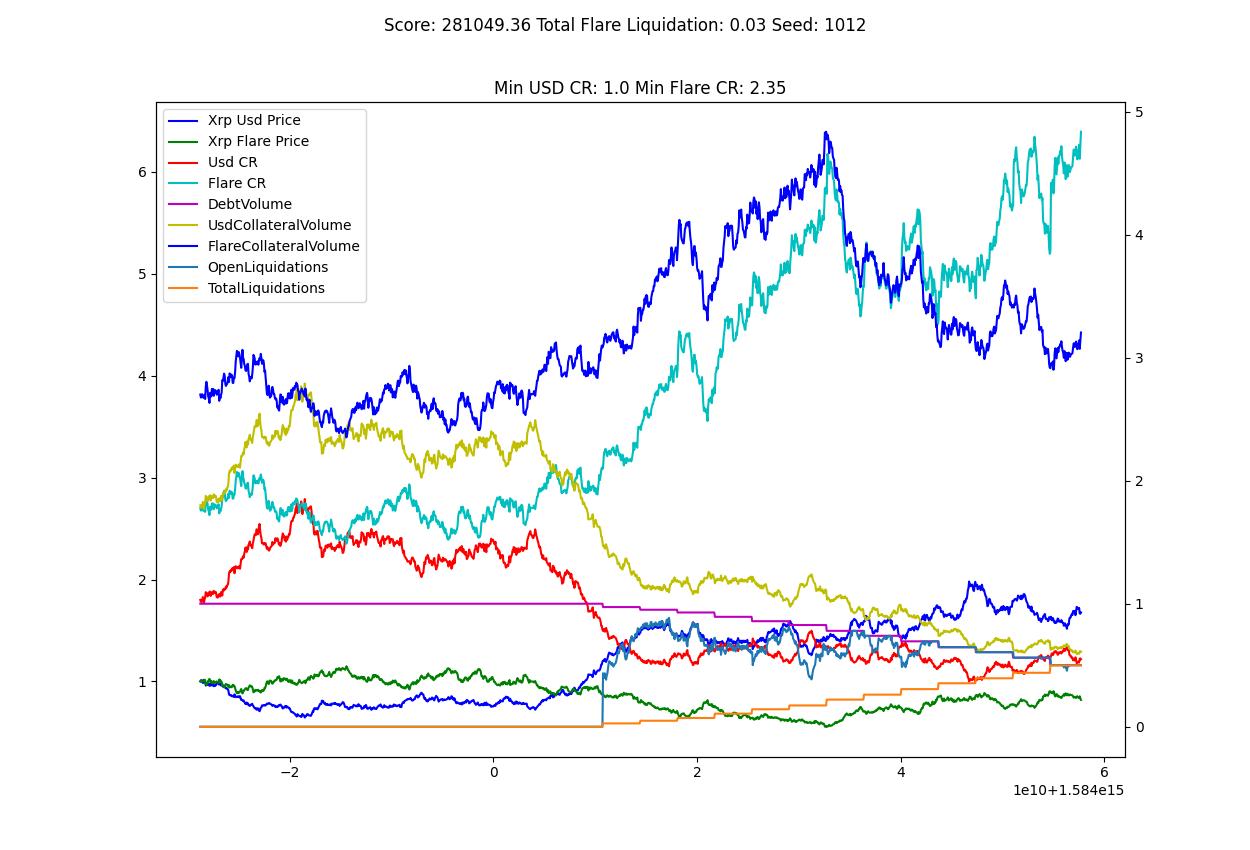 Score: 281049.36 Total Flare Liquidation: 0.03 Seed: 1012
Min USD CR: 1.0 Min Flare CR: 2.35
Xrp Usd Price
Xrp Flare Price
Usd CR
Flare CR
DebtVolume
UsdCollateralVolume
FlareCollateralVolume
OpenLiquidations
TotalLiquidations
6
5
4
3
2
1
5
4
3
2
1
0
−2
0
2
4
6
1e10+1.584e15